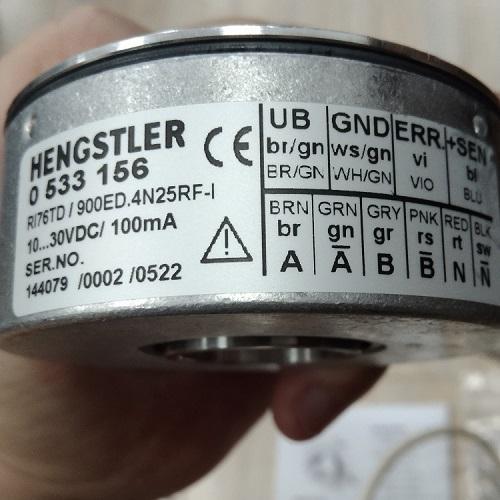 HENGSTLER
0 533 156
RI76TD / 900ED.4N25RF-I
10...30VDC/ 100mA
SER.NO.
144079 /0002 /0522
CE
UB GND ERR. +SEN
br/gn ws/gn vi bl
BR/GN WH/GN VIO BLU
BRN GRN GRY PNK RED BLK
br gn gr rs rt sw
A A̅ B B̅ N N̅